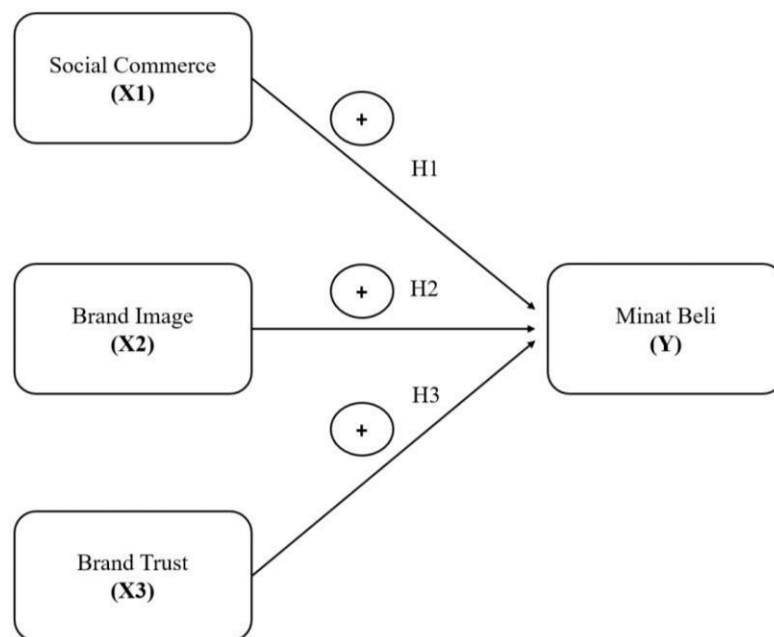 Social Commerce
(X1)
+
H1
+
H2
Brand Image
(X2)
Minat Beli
(Y)
H3
+
Brand Trust
(X3)